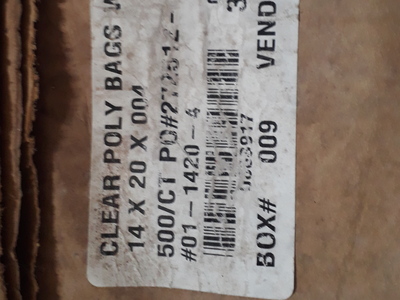 CLEAR POLY BAGS
14 X 20 X 004
500/CT PO#
#01-1420-4
BOX# 009 VEND